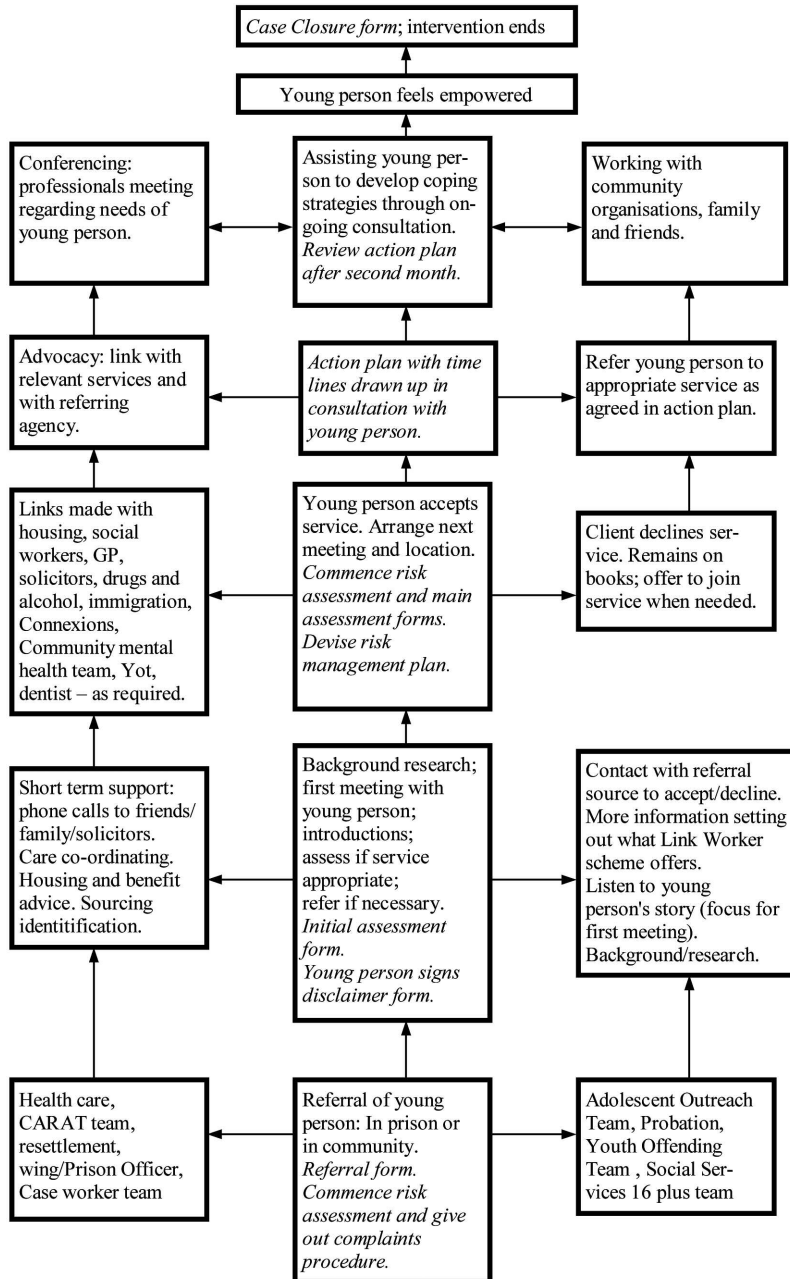 Case Closure form; intervention ends
Young person feels empowered
Conferencing:
professionals meeting
regarding needs of
young person.
Assisting young per-
son to develop coping
strategies through on-
going consultation.
Review action plan
after second month.
Working with
community
organisations, family
and friends.
Advocacy: link with
relevant services and
with referring
agency.
Action plan with time
lines drawn up in
consultation with
young person.
Refer young person to
appropriate service as
agreed in action plan.
Links made with
housing, social
workers, GP,
solicitors, drugs and
alcohol, immigration,
Connexions,
Community mental
health team, Yot,
dentist – as required.
Young person accepts
service. Arrange next
meeting and location.
Commence risk
assessment and main
assessment forms.
Devise risk
management plan.
Client declines ser-
vice. Remains on
books; offer to join
service when needed.
Short term support:
phone calls to friends/
family/solicitors.
Care co-ordinating.
Housing and benefit
advice. Sourcing
identitification.
Background research;
first meeting with
young person;
introductions;
assess if service
appropriate;
refer if necessary.
Initial assessment
form.
Young person signs
disclaimer form.
Contact with referral
source to accept/decline.
More information setting
out what Link Worker
scheme offers.
Listen to young
person's story (focus for
first meeting).
Background/research.
Health care,
CARAT team,
resettlement,
wing/Prison Officer,
Case worker team
Referral of young
person: In prison or
in community.
Referral form.
Commence risk
assessment and give
out complaints
procedure.
Adolescent Outreach
Team, Probation,
Youth Offending
Team , Social Ser-
vices 16 plus team